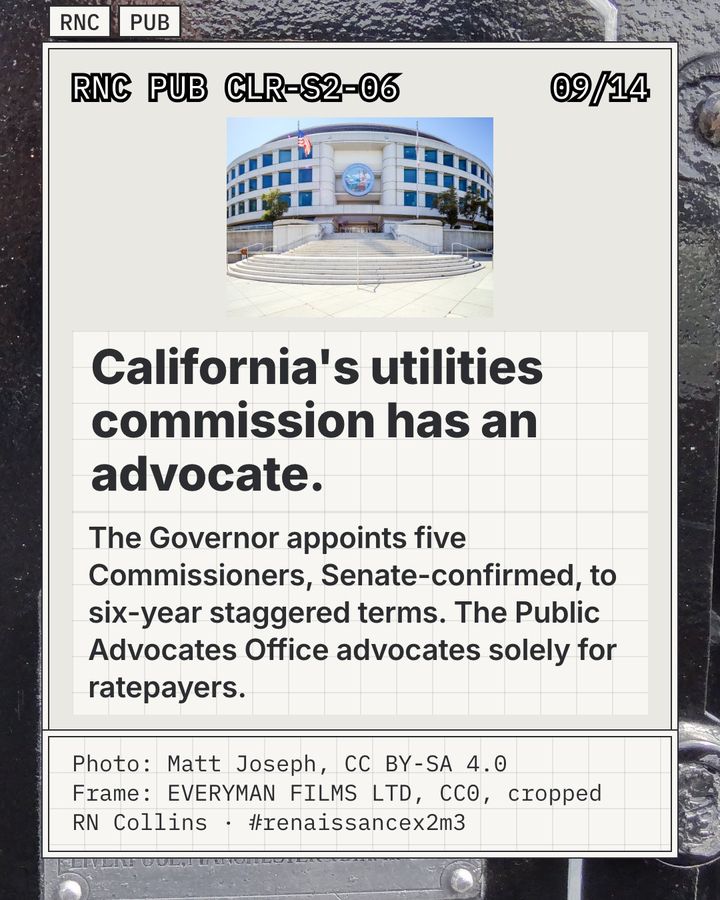 RNC PUB
RNC PUB CLR-S2-06 09/14
California's utilities
commission has an
advocate.
The Governor appoints five
Commissioners, Senate-confirmed, to
six-year staggered terms. The Public
Advocates Office advocates solely for
ratepayers.
Photo: Matt Joseph, CC BY-SA 4.0
Frame: EVERYMAN FILMS LTD, CC0, cropped
RN Collins · #renaissancex2m3